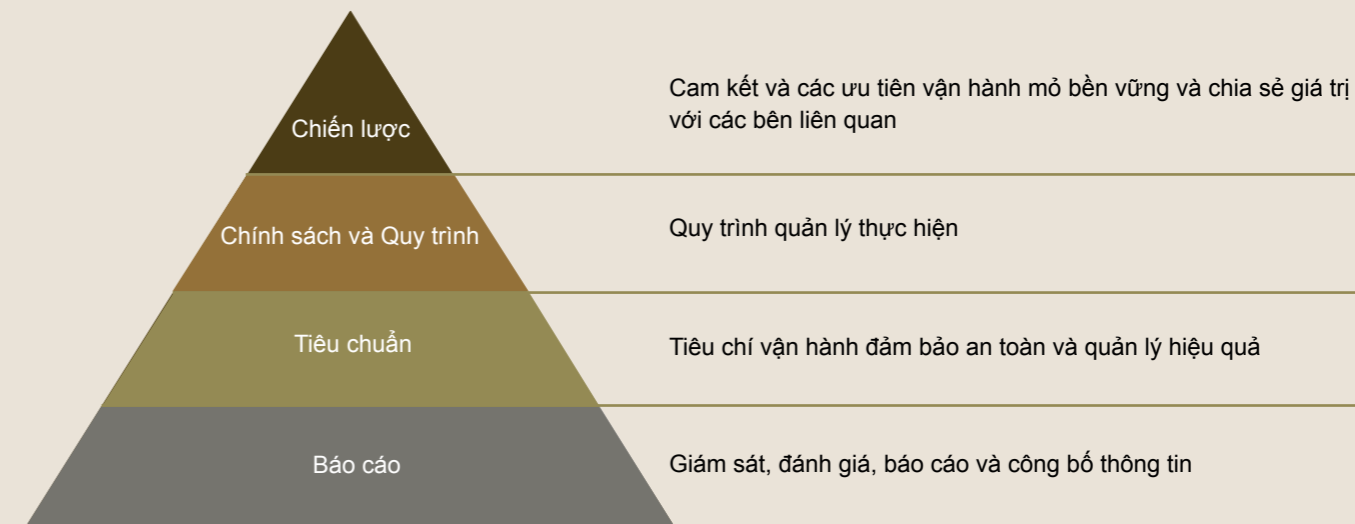 Chiến lược
Cam kết và các ưu tiên vận hành mỏ bền vững và chia sẻ giá trị
với các bên liên quan
Chính sách và Quy trình
Quy trình quản lý thực hiện
Tiêu chuẩn
Tiêu chí vận hành đảm bảo an toàn và quản lý hiệu quả
Báo cáo
Giám sát, đánh giá, báo cáo và công bố thông tin